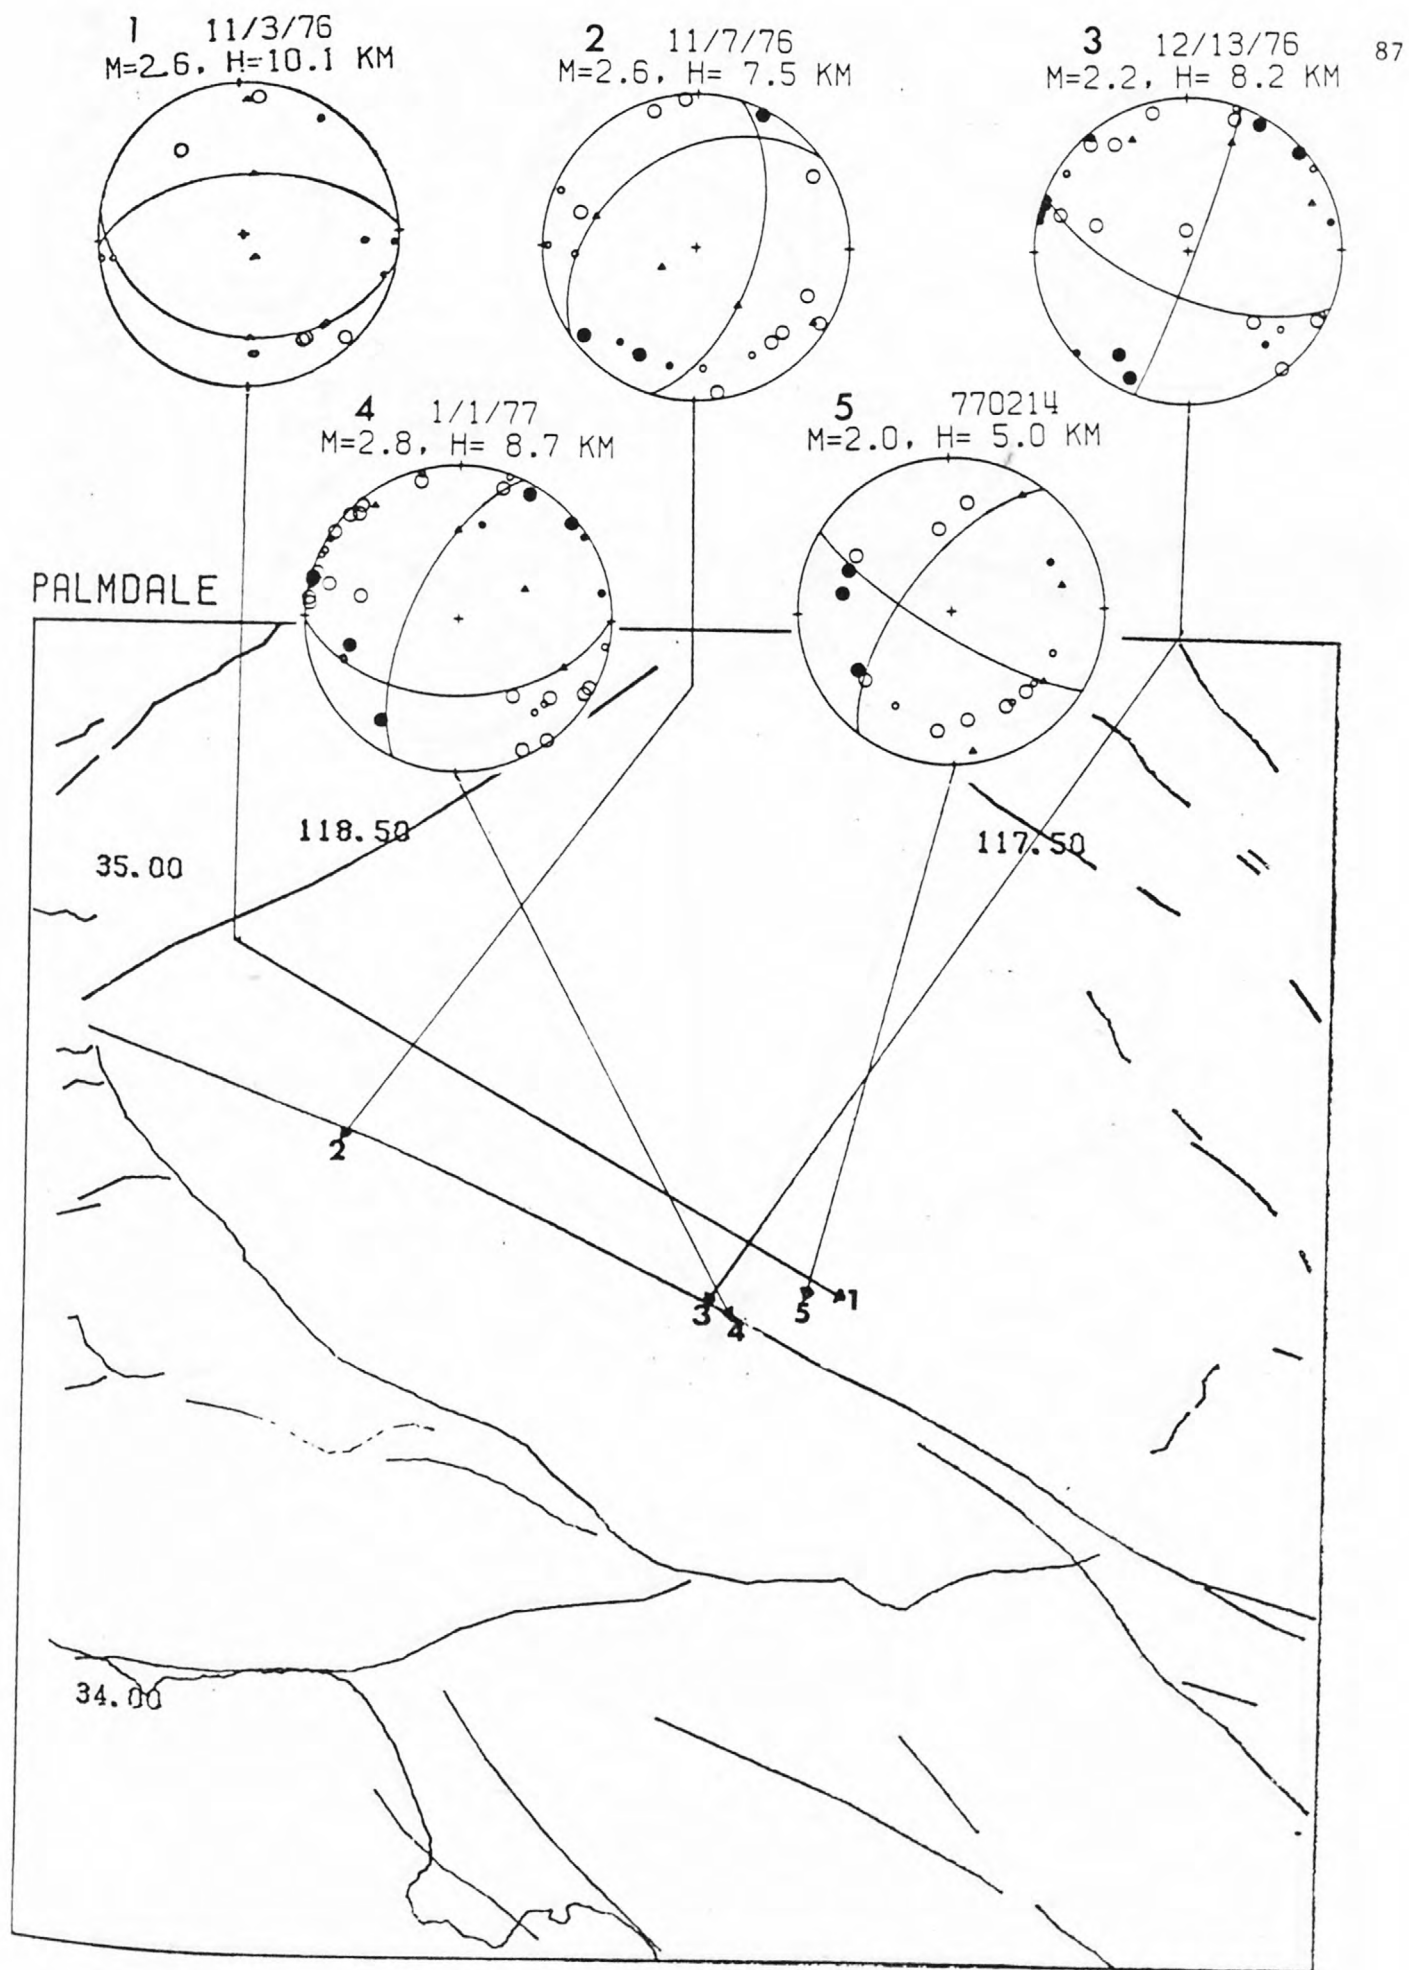 1 11/3/76
M=2.6, H=10.1 KM
2 11/7/76
M=2.6, H= 7.5 KM
3 12/13/76
M=2.2, H= 8.2 KM
87
4 1/1/77
M=2.8, H= 8.7 KM
5 770214
M=2.0, H= 5.0 KM
PALMDALE
118.50
117.50
35.00
2
3
4
5
1
34.00